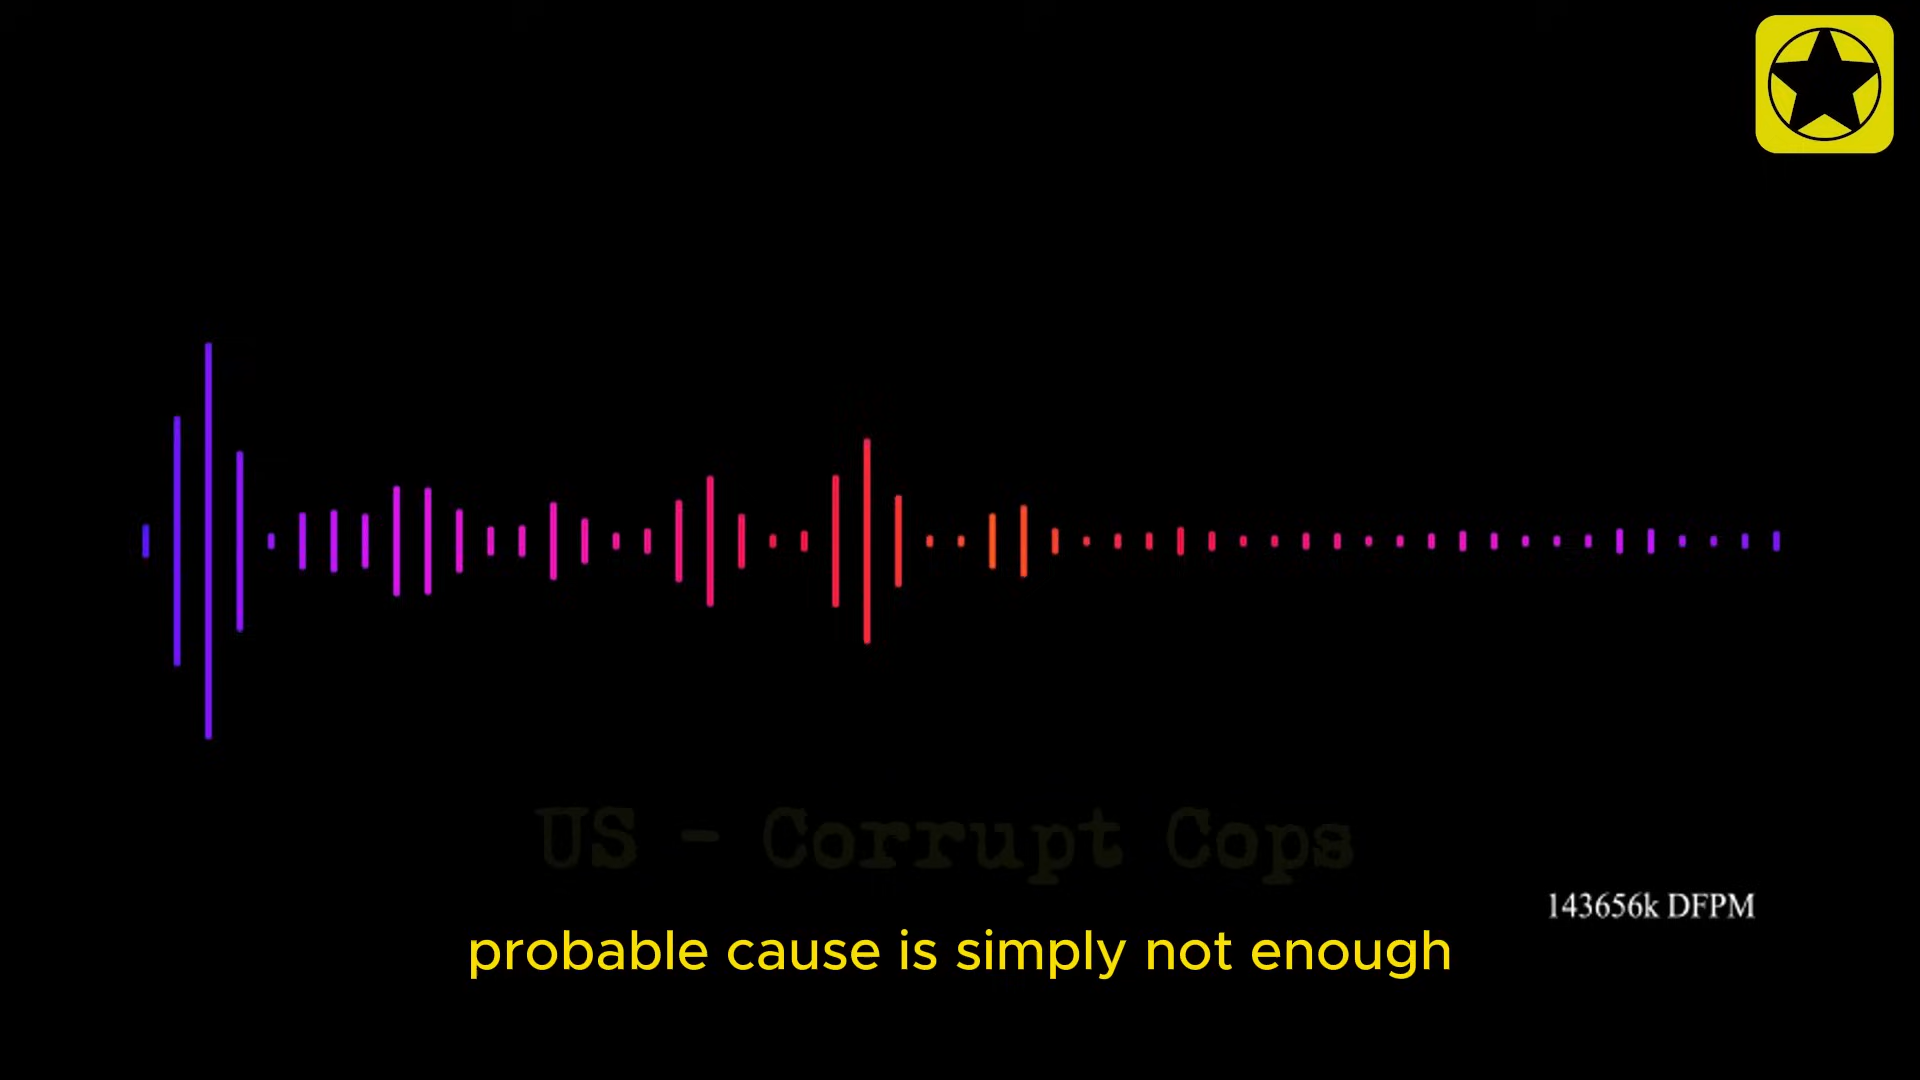 US - Corrupt Cops
143656k DFPM
probable cause is simply not enough